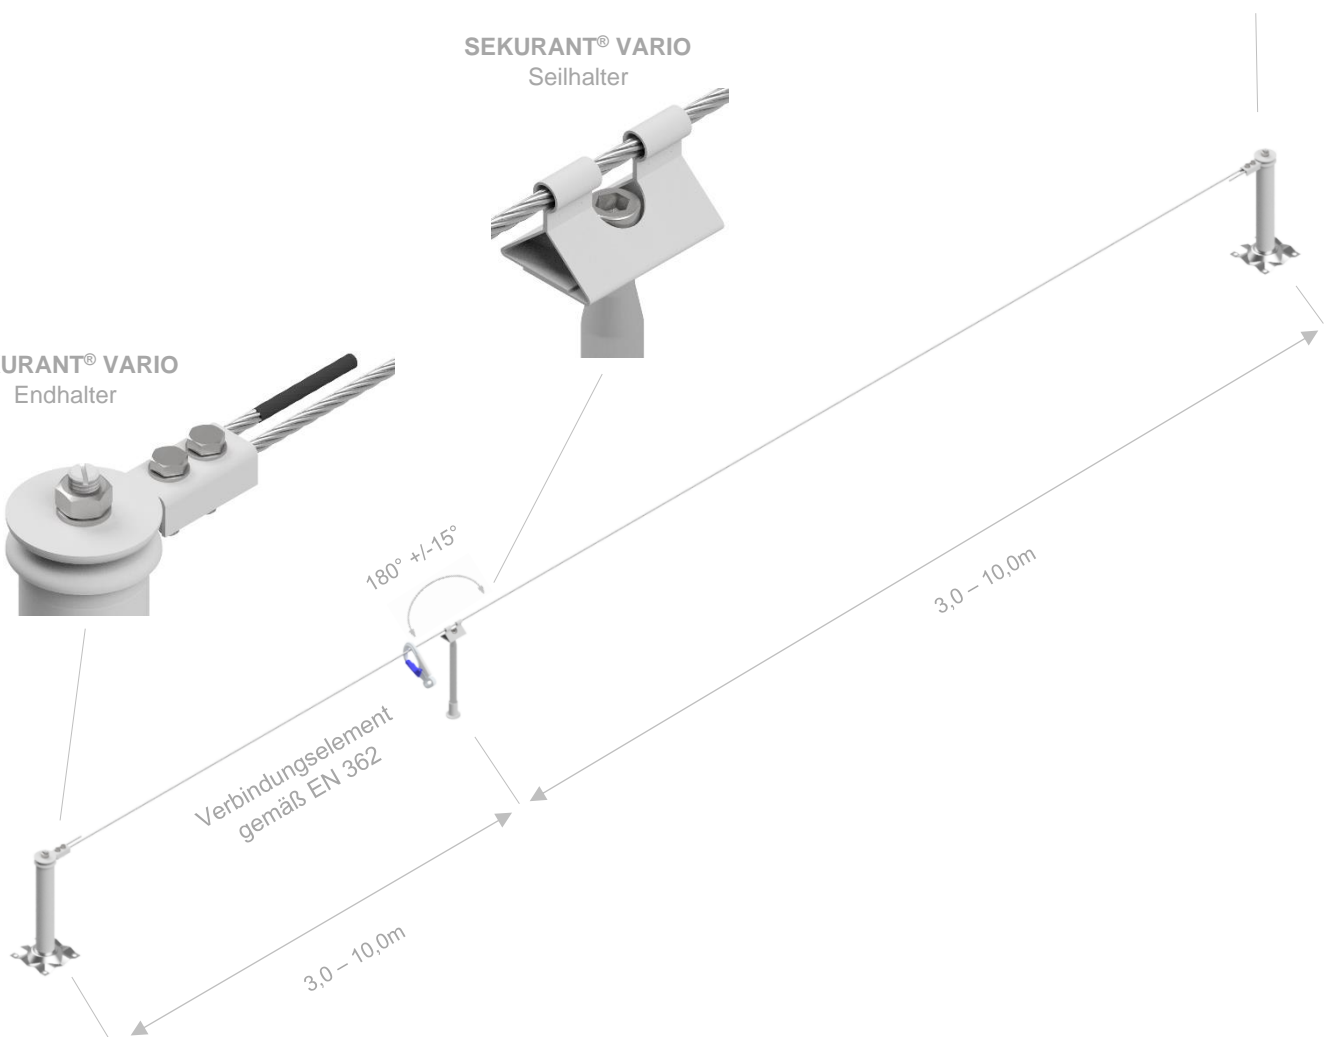 SEKURANT® VARIO
Seilhalter
URANT® VARIO
Endhalter
180° +/-15°
3,0 – 10,0m
Verbindungselement
gemäß EN 362
3,0 – 10,0m